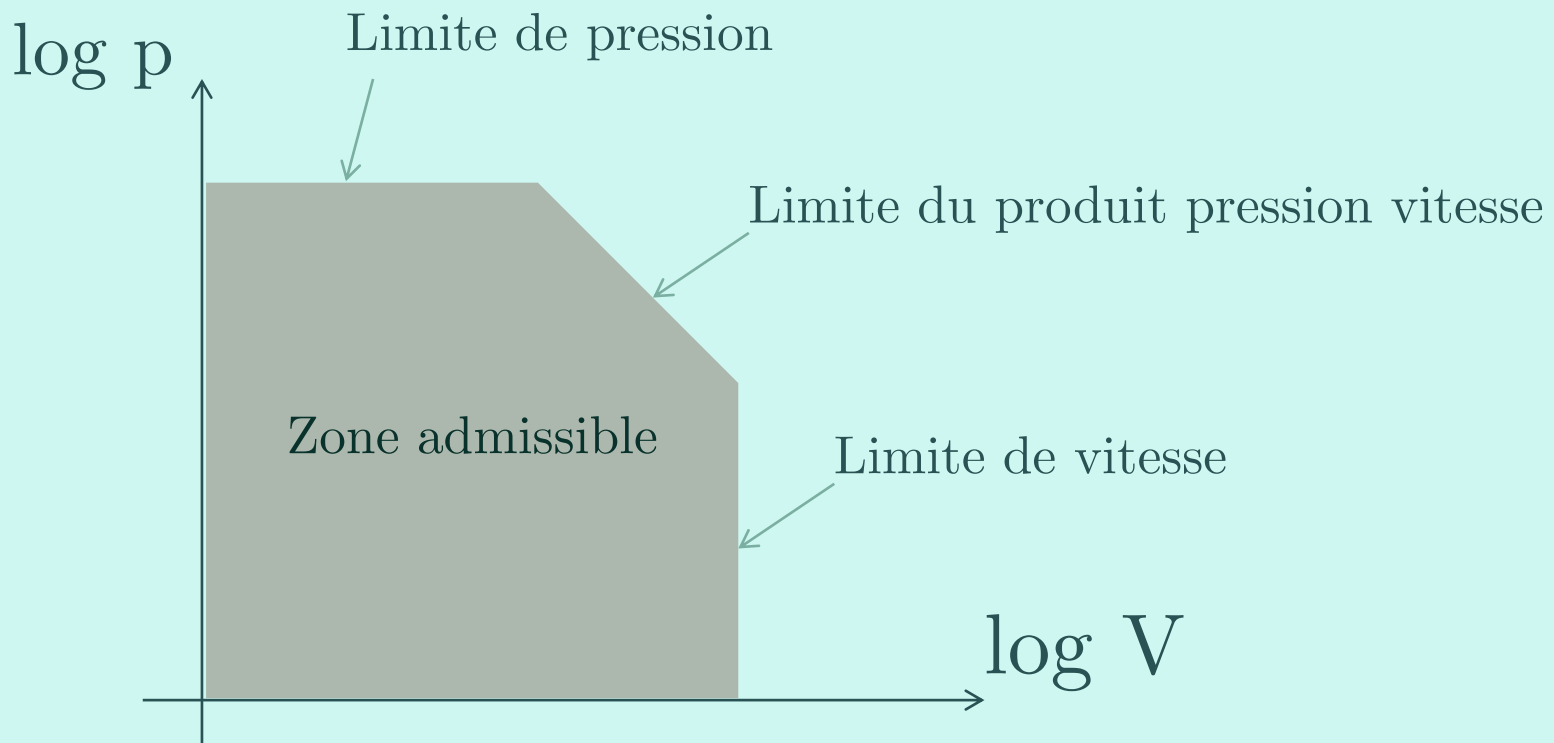 Limite de pression
log p
Limite du produit pression vitesse
Zone admissible
Limite de vitesse
log V